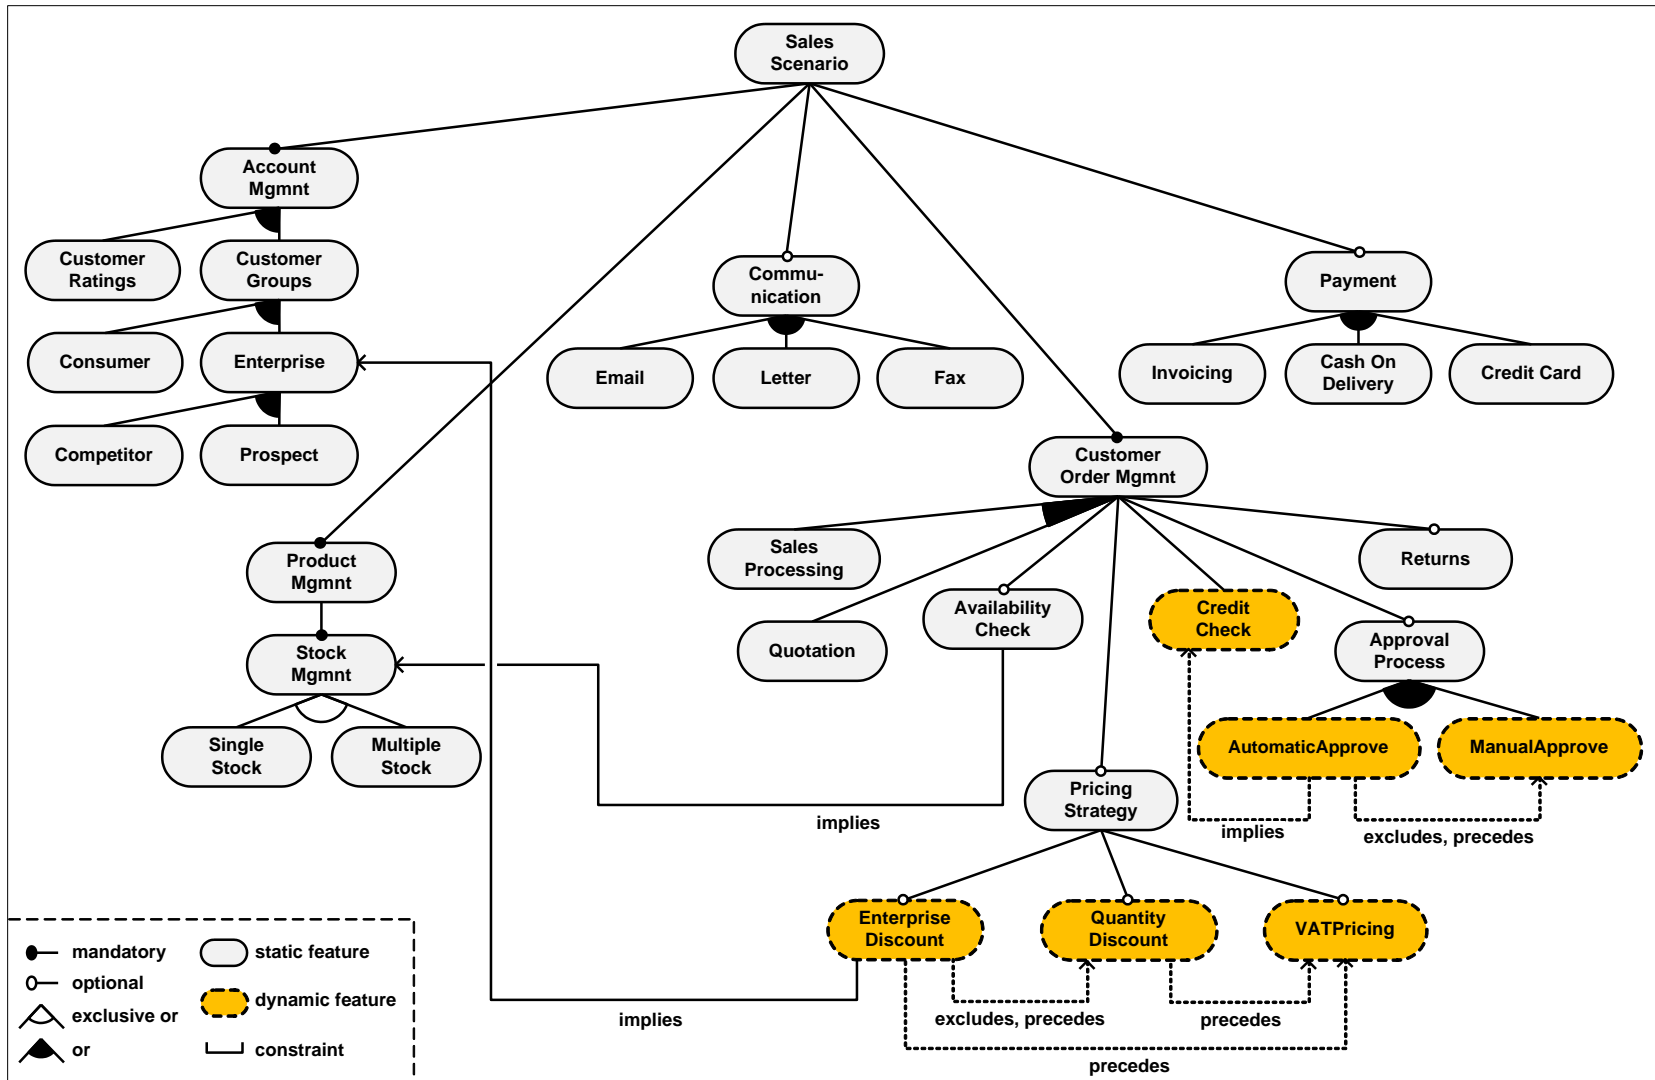 Sales
Scenario
Account
Mgmnt
Customer
Ratings
Customer
Groups
Commu-
nication
Payment
Consumer
Enterprise
Email
Letter
Fax
Invoicing
Cash On
Delivery
Credit Card
Competitor
Prospect
Customer
Order Mgmnt
Product
Mgmnt
Sales
Processing
Returns
Availability
Check
Credit
Check
Quotation
Approval
Process
Stock
Mgmnt
Single
Stock
Multiple
Stock
AutomaticApprove
ManualApprove
Pricing
Strategy
implies
implies
excludes, precedes
Enterprise
Discount
Quantity
Discount
VATPricing
implies
excludes, precedes
precedes
precedes
mandatory
optional
exclusive or
or
static feature
dynamic feature
constraint